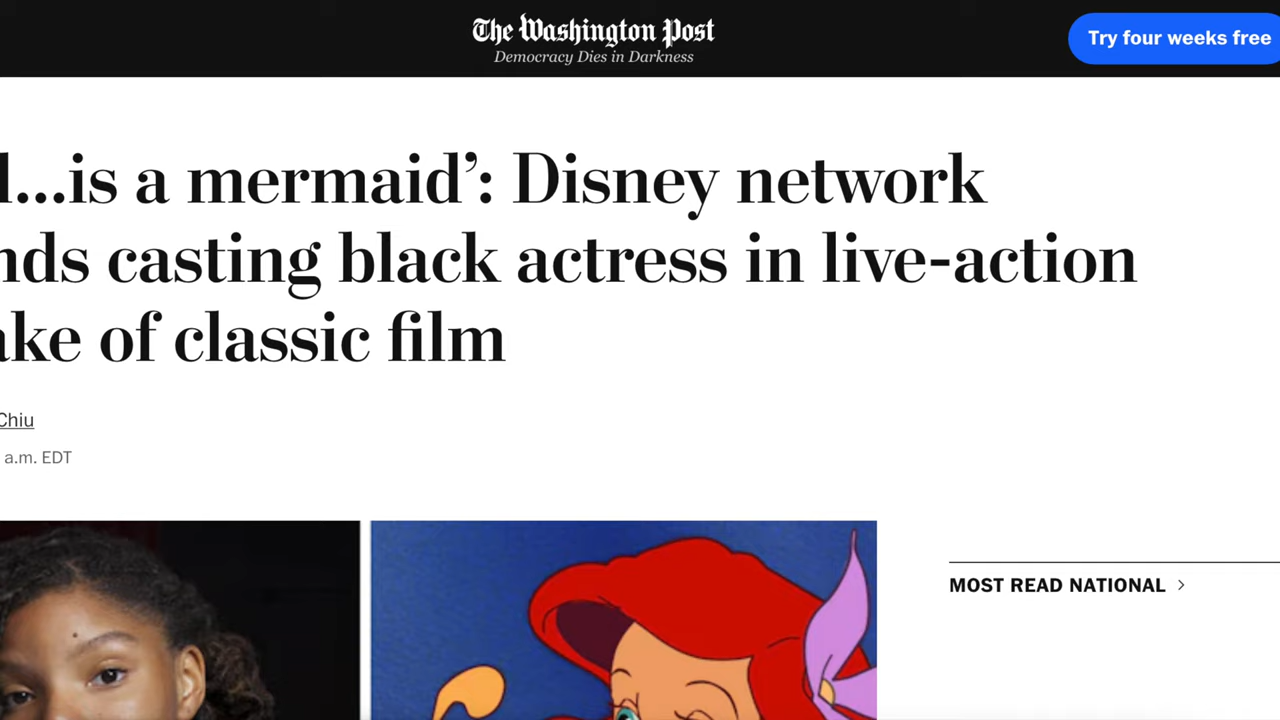 The Washington Post
Democracy Dies in Darkness
Try four weeks free
l...is a mermaid’: Disney network
nds casting black actress in live-action
ake of classic film
Chiu
a.m. EDT
MOST READ NATIONAL >